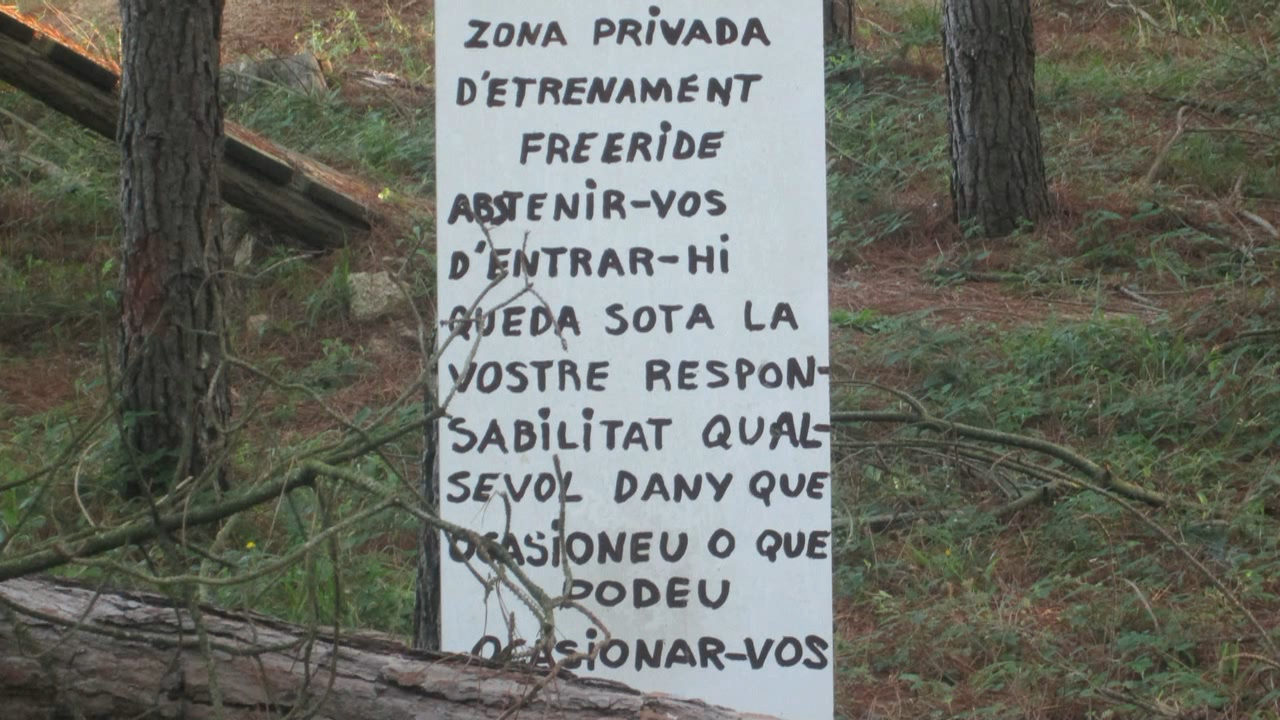 ZONA PRIVADA
D'ETRENAMENT
FREERIDE
ABSTENIR-VOS
D'ENTRAR-HI
QUEDA SOTA LA
VOSTRE RESPON-
SABILITAT QUAL-
SEVOL DANY QUE
OCASIONEU O QUE
PODEU
OCASIONAR-VOS